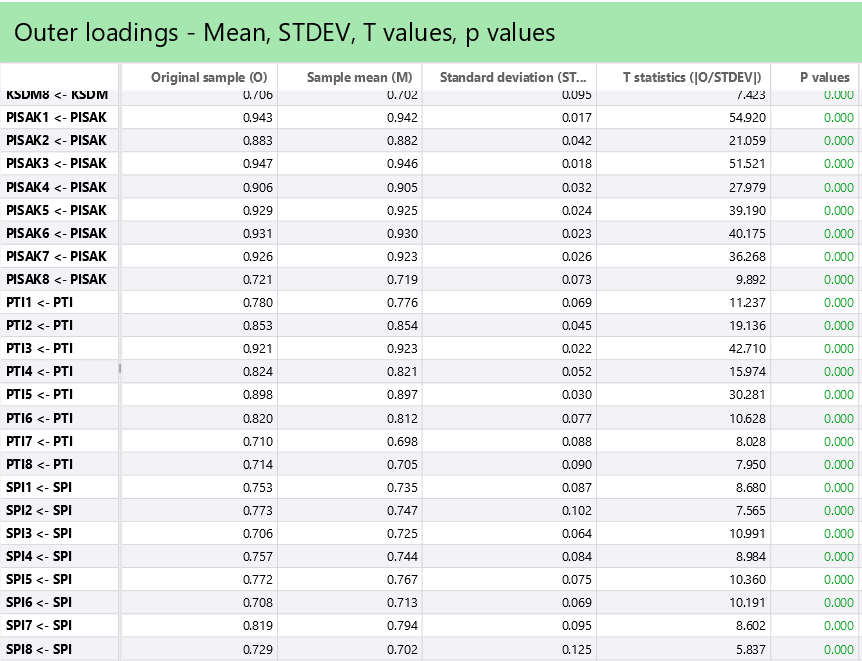 Outer loadings - Mean, STDEV, T values, p values
Original sample (O) Sample mean (M) Standard deviation (ST... T statistics (|O/STDEV|) P values
KSDM8 <- KSDM 0.706 0.702 0.095 7.423 0.000
PISAK1 <- PISAK 0.943 0.942 0.017 54.920 0.000
PISAK2 <- PISAK 0.883 0.882 0.042 21.059 0.000
PISAK3 <- PISAK 0.947 0.946 0.018 51.521 0.000
PISAK4 <- PISAK 0.906 0.905 0.032 27.979 0.000
PISAK5 <- PISAK 0.929 0.925 0.024 39.190 0.000
PISAK6 <- PISAK 0.931 0.930 0.023 40.175 0.000
PISAK7 <- PISAK 0.926 0.923 0.026 36.268 0.000
PISAK8 <- PISAK 0.721 0.719 0.073 9.892 0.000
PTI1 <- PTI 0.780 0.776 0.069 11.237 0.000
PTI2 <- PTI 0.853 0.854 0.045 19.136 0.000
PTI3 <- PTI 0.921 0.923 0.022 42.710 0.000
PTI4 <- PTI 0.824 0.821 0.052 15.974 0.000
PTI5 <- PTI 0.898 0.897 0.030 30.281 0.000
PTI6 <- PTI 0.820 0.812 0.077 10.628 0.000
PTI7 <- PTI 0.710 0.698 0.088 8.028 0.000
PTI8 <- PTI 0.714 0.705 0.090 7.950 0.000
SPI1 <- SPI 0.753 0.735 0.087 8.680 0.000
SPI2 <- SPI 0.773 0.747 0.102 7.565 0.000
SPI3 <- SPI 0.706 0.725 0.064 10.991 0.000
SPI4 <- SPI 0.757 0.744 0.084 8.984 0.000
SPI5 <- SPI 0.772 0.767 0.075 10.360 0.000
SPI6 <- SPI 0.708 0.713 0.069 10.191 0.000
SPI7 <- SPI 0.819 0.794 0.095 8.602 0.000
SPI8 <- SPI 0.729 0.702 0.125 5.837 0.000